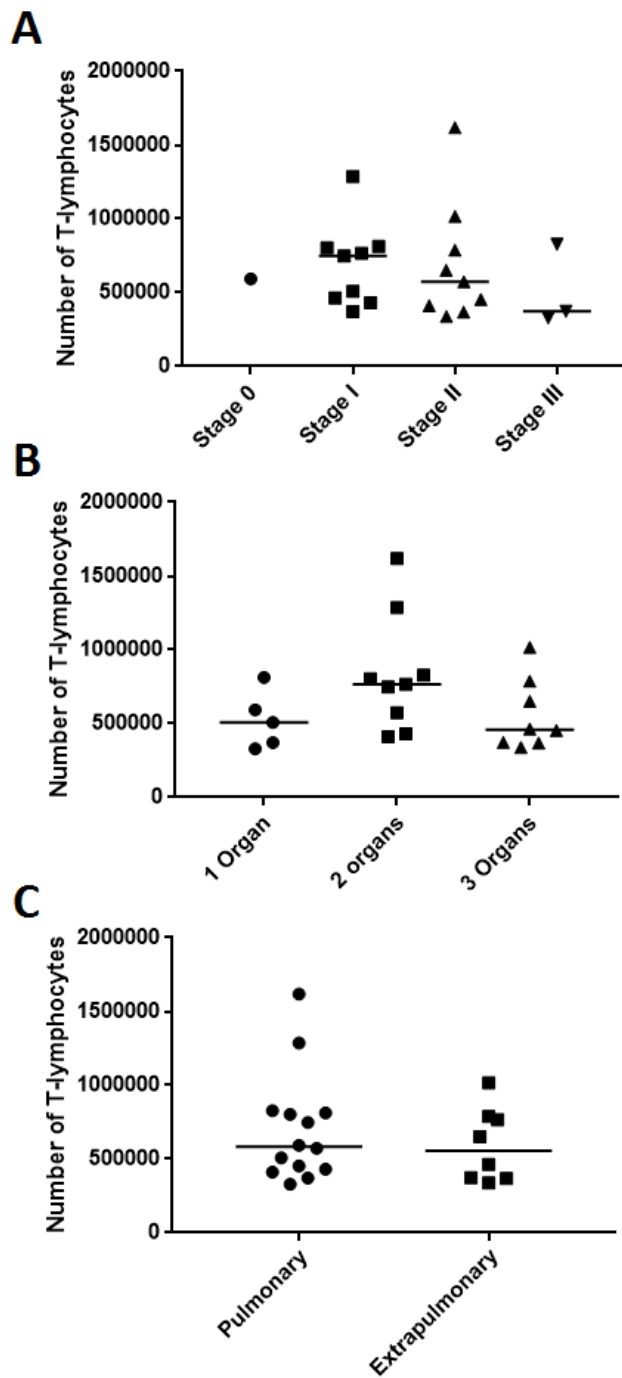 A
Number of T-lymphocytes
2000000
1500000
1000000
500000
0
Stage 0
Stage I
Stage II
Stage III
B
Number of T-lymphocytes
2000000
1500000
1000000
500000
0
1 Organ
2 organs
3 Organs
C
Number of T-lymphocytes
2000000
1500000
1000000
500000
0
Pulmonary
Extrapulmonary